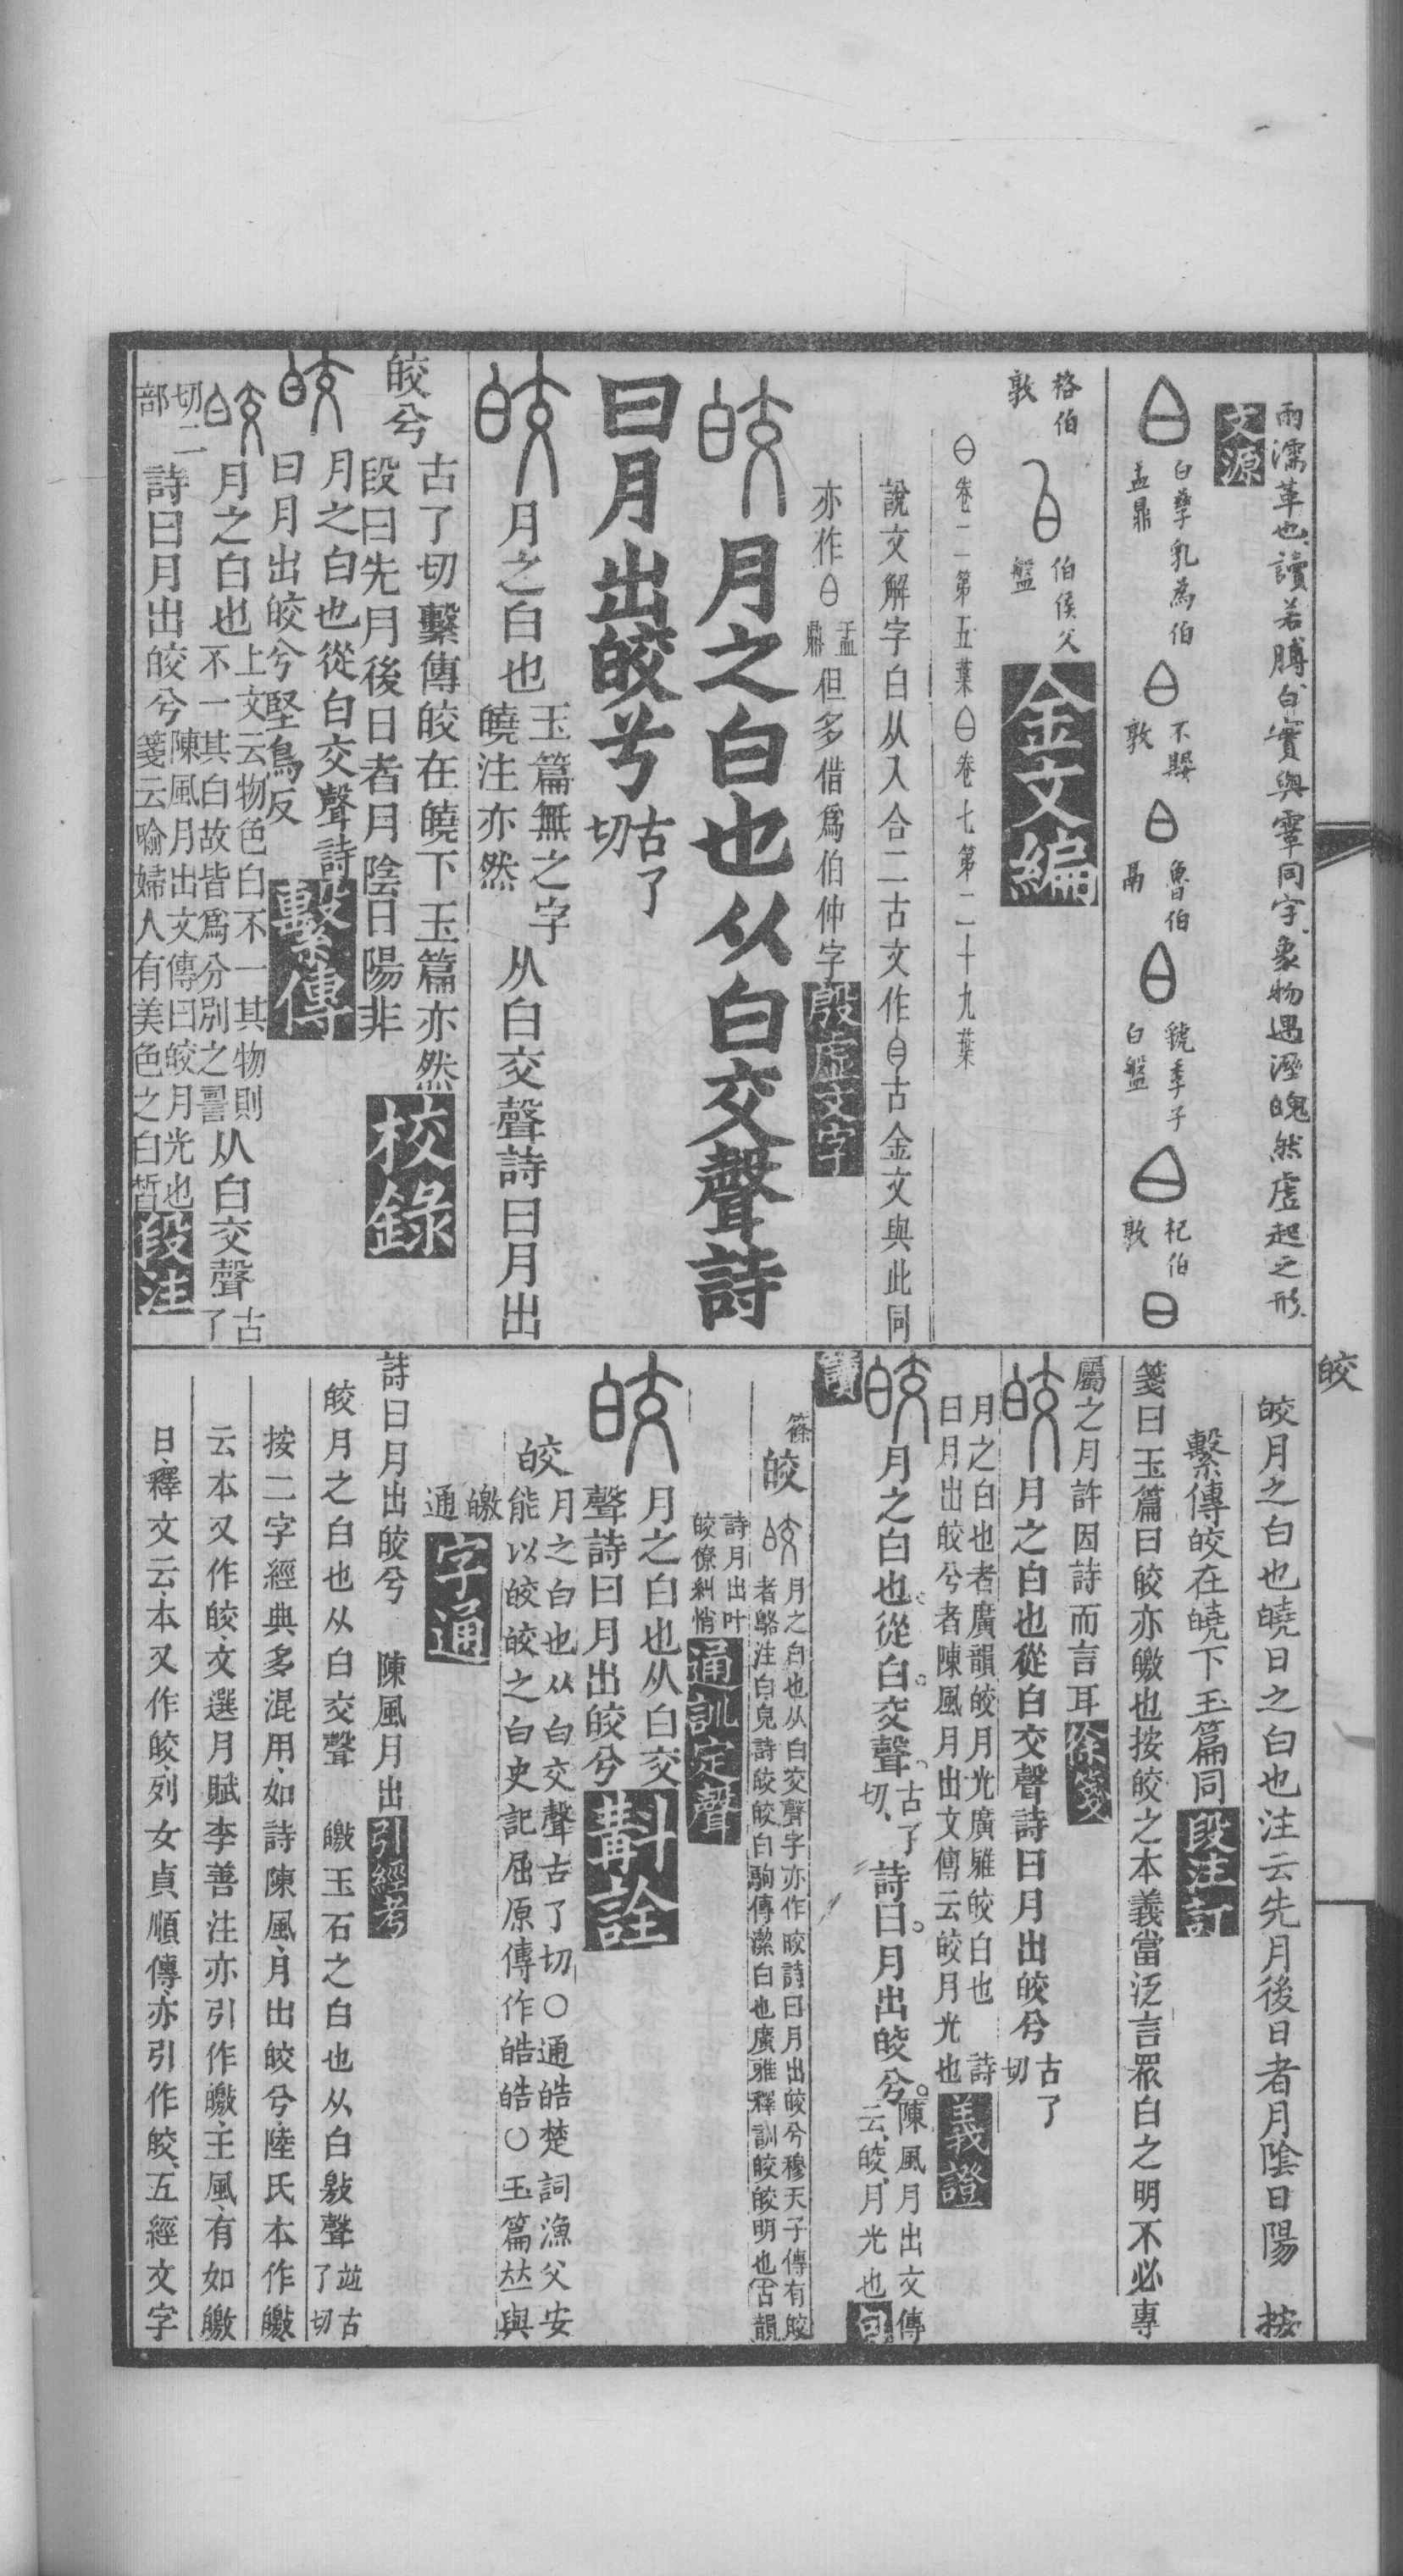 雨濡革也讀若膊白實與䨣同字象物遇溼魄然虛起之形
文源
白孳乳爲伯 盂鼎
不𡢁敦
魯伯鬲
虢季子白盤
杞伯敦
格伯敦
伯侯父盤
金文編
卷二第五葉 卷七第二十九葉
說文解字白从入合二古文作 古金文與此同
亦作 盂鼎 但多借爲伯仲字
殷虛文字
月之白也从白交聲詩
曰月出皎兮 古了切
月之白也 玉篇無之字 皢注亦然 从白交聲詩曰月出
皎兮 古了切繫傳皎在皢下玉篇亦然
段曰先月後日者月陰日陽非
校錄
月之白也從白交聲詩
曰月出皎兮堅鳥反
繫傳
月之白也 上文云物色白不一其物則不一其白故皆爲分別之䛐 从白交聲 古了
切二部 詩曰月出皎兮 陳風月出文傳曰皎月光也箋云喻婦人有美色之白晳
段注
皎
皎月之白也皢日之白也注云先月後日者月陰日陽 按
繫傳皎在皢下玉篇同
段注訂
箋曰玉篇曰皎亦皦也按皎之本義當泛言眾白之明不必專
屬之月許因詩而言耳
徐箋
月之白也從白交聲詩曰月出皎兮 古了切
月之白也者廣韻皎月光廣雅皎白也 詩
曰月出皎兮者陳風月出文傳云皎月光也
義證
月之白也從白交聲 古了切 詩曰月出皎兮 陳風月出文傳云皎月光也
句
讀
篠 皎 月之白也从白交聲字亦作晈詩曰月出皎兮穆天子傳有皎
者鵅注白皃詩皎皎白駒傳潔白也廣雅釋訓皎皎明也 古韻
詩月出叶
皎僚糾悄
通訓定聲
月之白也从白交
聲詩曰月出皎兮
斠詮
皎 月之白也从白交聲古了切○通皓楚詞漁父安
能以皎皎之白史記屈原傳作皓皓○玉篇𠀤與
皦通
字通
詩曰月出皎兮 陳風月出
引經考
皎月之白也从白交聲 皦玉石之白也从白敫聲 𠀤古了切
按二字經典多混用如詩陳風月出皎兮陸氏本作皦
云本又作皎文選月賦李善注亦引作皦王風有如皦
日釋文云本又作皎列女貞順傳亦引作皎五經文字